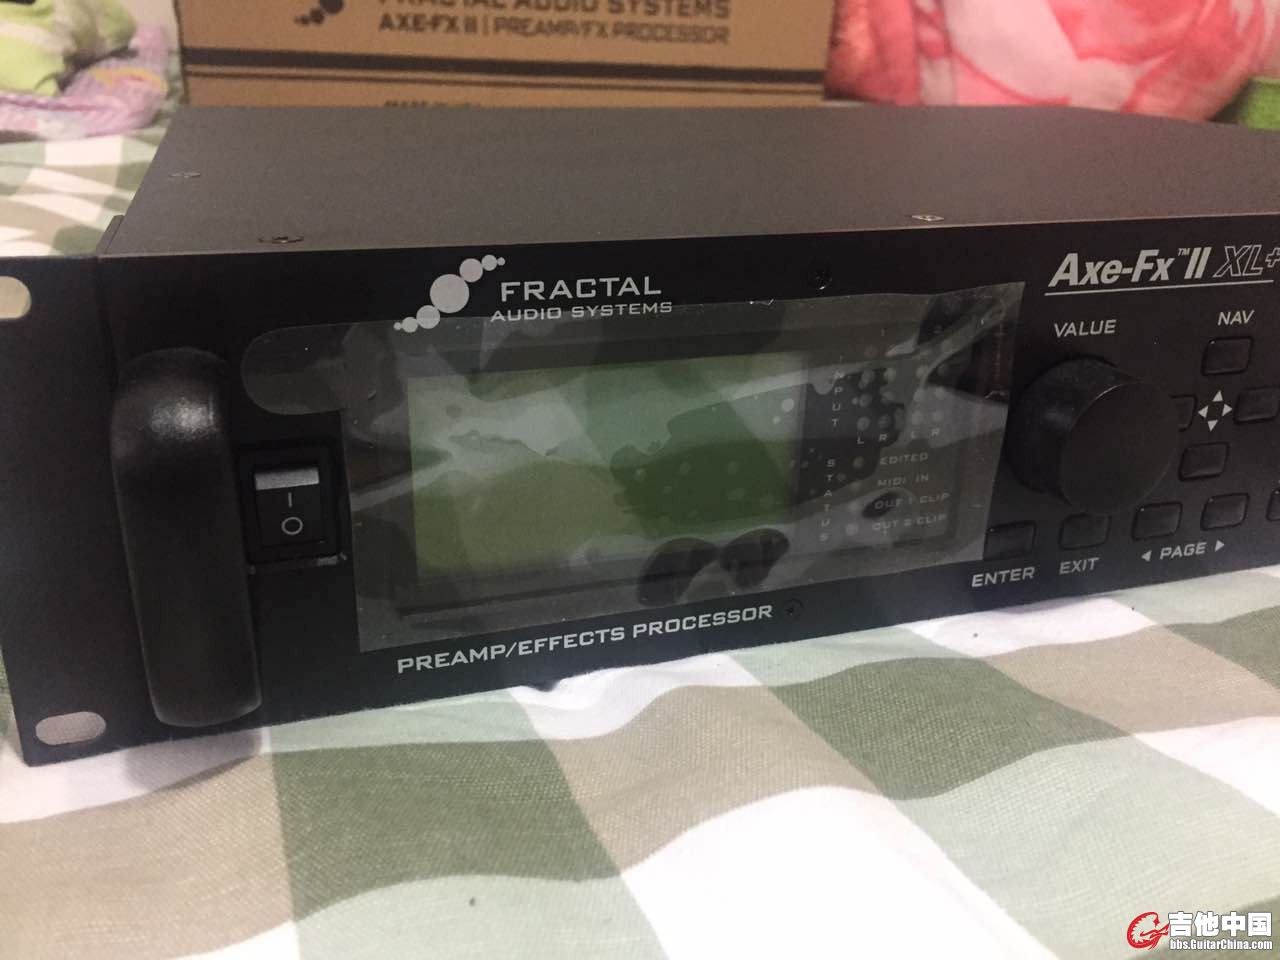 FRACTAL AUDIO SYSTEMS
AXE-FX II | PREAMP/FX PROCESSOR
FRACTAL
AUDIO SYSTEMS
Axe-Fx™ II XL+
VALUE
NAV
INPUT
L R L R
STATUS
EDITED
MIDI IN
OUT 1 CLIP
OUT 2 CLIP
ENTER
EXIT
PAGE
PREAMP/EFFECTS PROCESSOR
吉他中国
bbs.GuitarChina.com